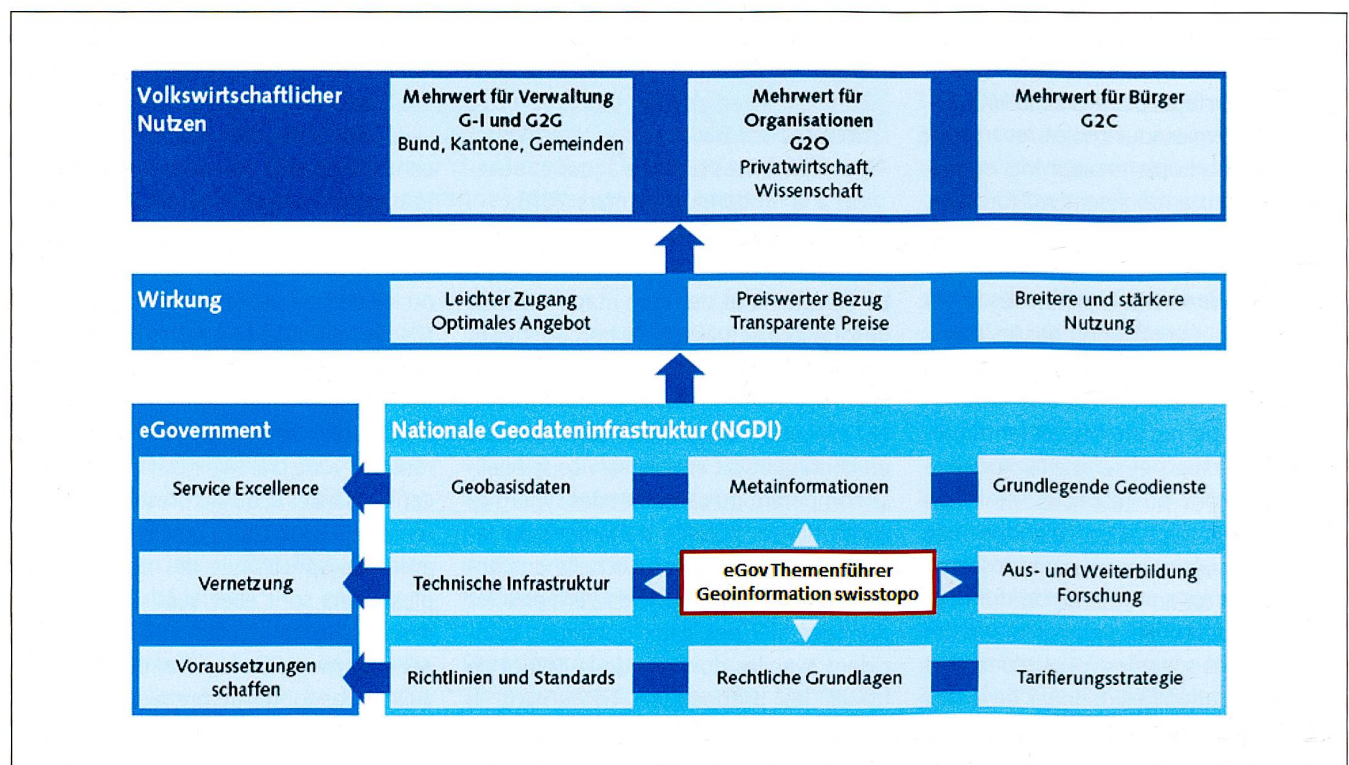 Volkswirtschaftlicher
Nutzen
Mehrwert für Verwaltung
G-I und G2G
Bund, Kantone, Gemeinden
Mehrwert für
Organisationen
G2O
Privatwirtschaft,
Wissenschaft
Mehrwert für Bürger
G2C
Wirkung
Leichter Zugang
Optimales Angebot
Preiswerter Bezug
Transparente Preise
Breitere und stärkere
Nutzung
eGovernment
Nationale Geodateninfrastruktur (NGDI)
Service Excellence
Geobasisdaten
Metainformationen
Grundlegende Geodienste
Vernetzung
Technische Infrastruktur
eGov Themenführer
Geoinformation swisstopo
Aus- und Weiterbildung
Forschung
Voraussetzungen
schaffen
Richtlinien und Standards
Rechtliche Grundlagen
Tarifierungsstrategie